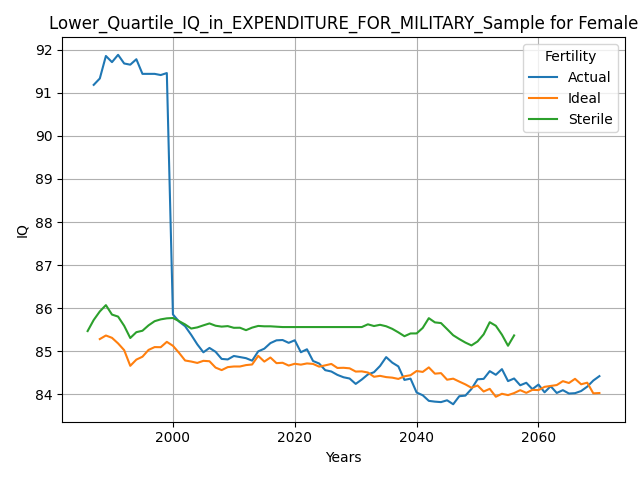 Lower_Quartile_IQ_in_EXPENDITURE_FOR_MILITARY_Sample for Female
Fertility
Actual
Ideal
Sterile
92
91
90
89
88
87
86
85
84
IQ
2000
2020
2040
2060
Years